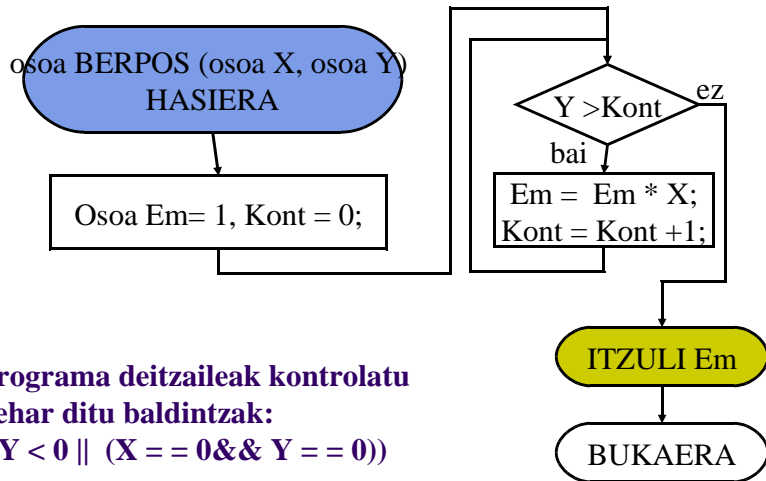 osoa BERPOS (osoa X, osoa Y)
HASIERA
Osoa Em= 1, Kont = 0;
Y >Kont
ez
bai
Em =  Em * X;
Kont = Kont +1;
ITZULI Em
BUKAERA
rograma deitzaileak kontrolatu
ehar ditu baldintzak:
Y < 0 ||  (X = = 0&& Y = = 0))